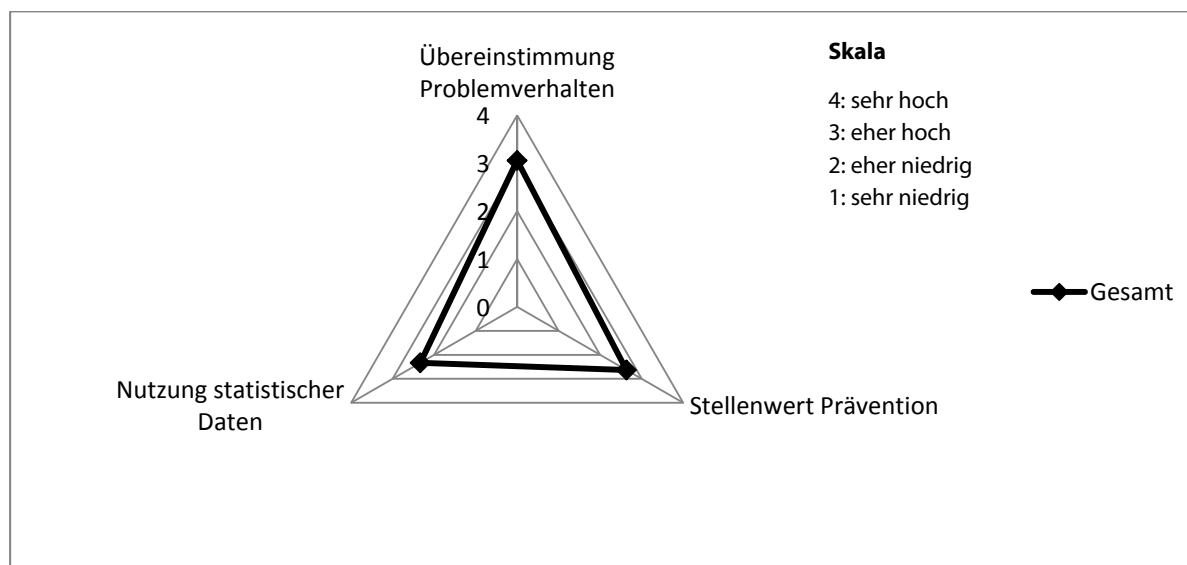 Übereinstimmung
Problemverhalten
4
3
2
1
0
Nutzung statistischer
Daten
Stellenwert Prävention
Skala
4: sehr hoch
3: eher hoch
2: eher niedrig
1: sehr niedrig
Gesamt